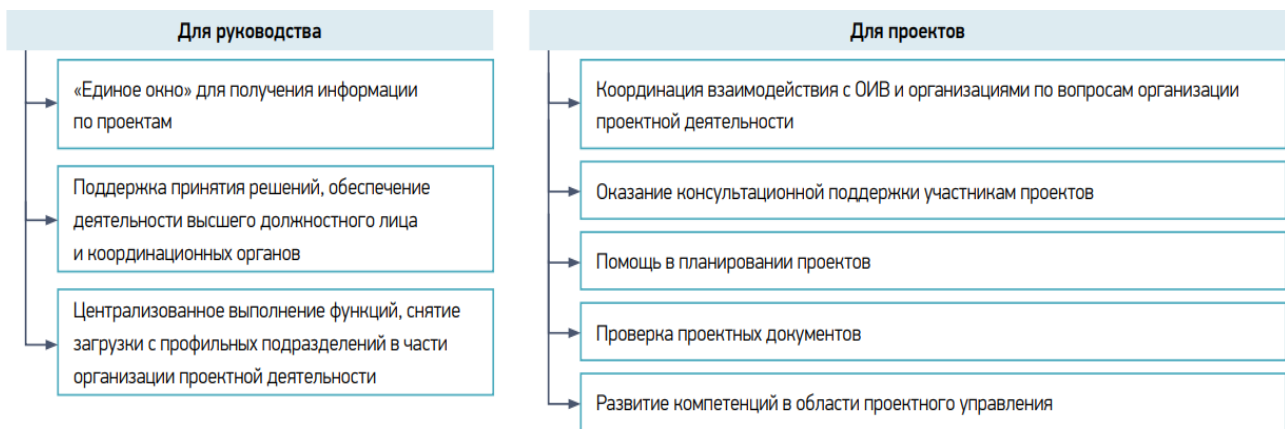 Для руководства
«Единое окно» для получения информации
по проектам
Поддержка принятия решений, обеспечение
деятельности высшего должностного лица
и координационных органов
Централизованное выполнение функций, снятие
загрузки с профильных подразделений в части
организации проектной деятельности
Для проектов
Координация взаимодействия с ОИВ и организациями по вопросам организации
проектной деятельности
Оказание консультационной поддержки участникам проектов
Помощь в планировании проектов
Проверка проектных документов
Развитие компетенций в области проектного управления